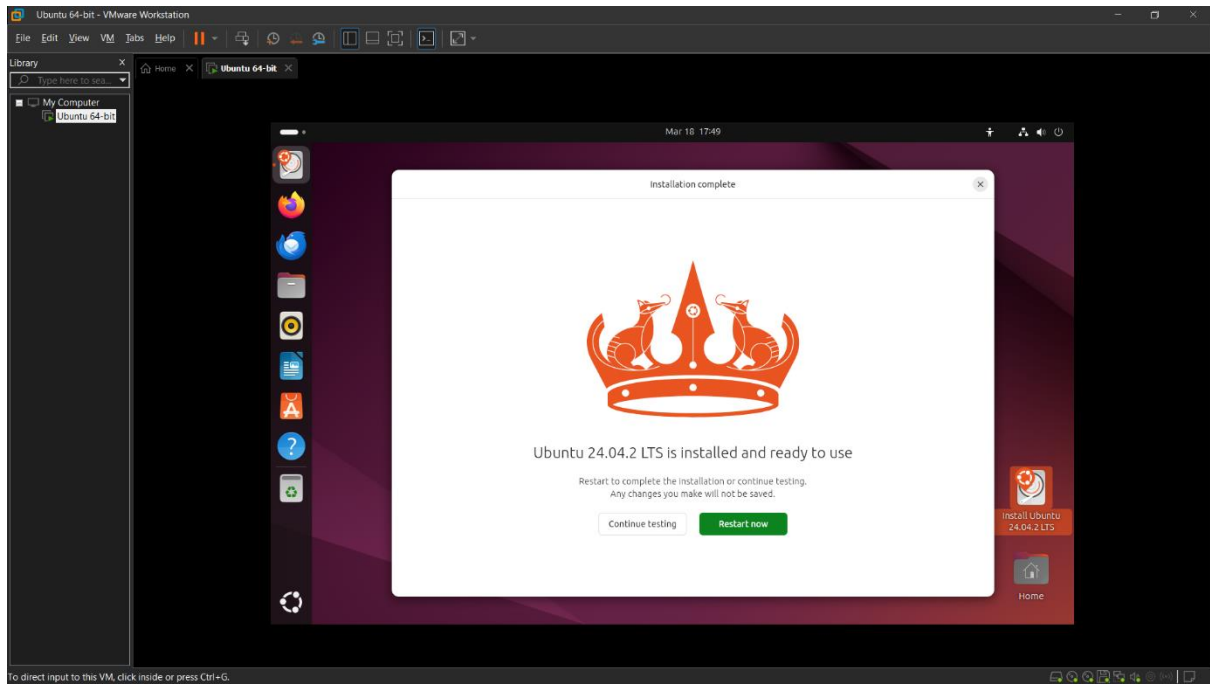 Ubuntu 64-bit - VMware Workstation
File Edit View VM Tabs Help
Library
Type here to sea...
My Computer
Ubuntu 64-bit
Home
Ubuntu 64-bit
Mar 18 17:49
Installation complete
Ubuntu 24.04.2 LTS is installed and ready to use
Restart to complete the installation or continue testing.
Any changes you make will not be saved.
Continue testing
Restart now
Install Ubuntu
24.04.2 LTS
Home
To direct input to this VM, click inside or press Ctrl+G.